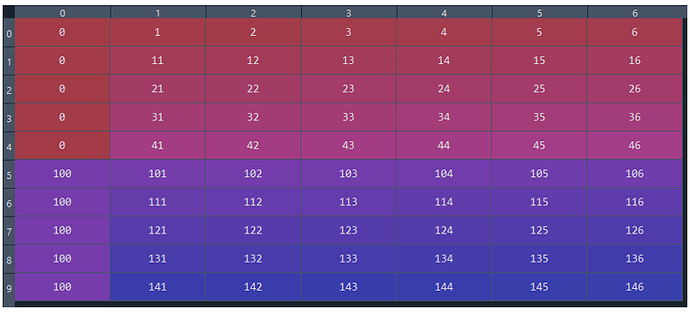 0 1 2 3 4 5 6
0 0 1 2 3 4 5 6
1 0 11 12 13 14 15 16
2 0 21 22 23 24 25 26
3 0 31 32 33 34 35 36
4 0 41 42 43 44 45 46
5 100 101 102 103 104 105 106
6 100 111 112 113 114 115 116
7 100 121 122 123 124 125 126
8 100 131 132 133 134 135 136
9 100 141 142 143 144 145 146